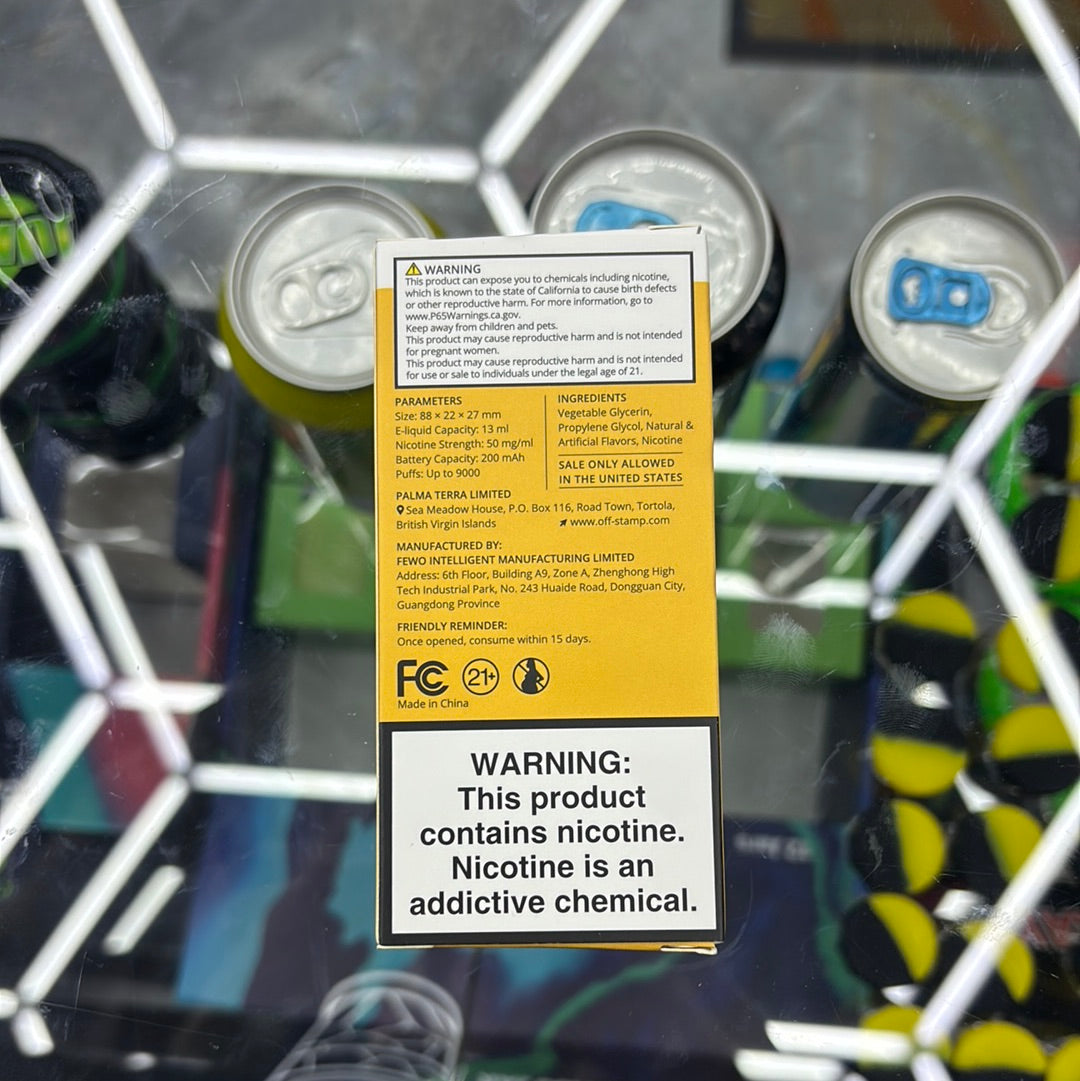 WARNING
This product can expose you to chemicals including nicotine,
which is known to the state of California to cause birth defects
or other reproductive harm. For more information, go to
www.P65Warnings.ca.gov.
Keep away from children and pets.
This product may cause reproductive harm and is not intended
for pregnant women.
This product may cause reproductive harm and is not intended
for use or sale to individuals under the legal age of 21.
PARAMETERS
Size: 88 × 22 × 27 mm
E-liquid Capacity: 13 ml
Nicotine Strength: 50 mg/ml
Battery Capacity: 200 mAh
Puffs: Up to 9000
INGREDIENTS
Vegetable Glycerin,
Propylene Glycol, Natural &
Artificial Flavors, Nicotine
SALE ONLY ALLOWED
IN THE UNITED STATES
PALMA TERRA LIMITED
Sea Meadow House, P.O. Box 116, Road Town, Tortola,
British Virgin Islands
www.off-stamp.com
MANUFACTURED BY:
FEWO INTELLIGENT MANUFACTURING LIMITED
Address: 6th Floor, Building A9, Zone A, Zhenghong High
Tech Industrial Park, No. 243 Huaide Road, Dongguan City,
Guangdong Province
FRIENDLY REMINDER:
Once opened, consume within 15 days.
FC 21+
Made in China
WARNING:
This product
contains nicotine.
Nicotine is an
addictive chemical.